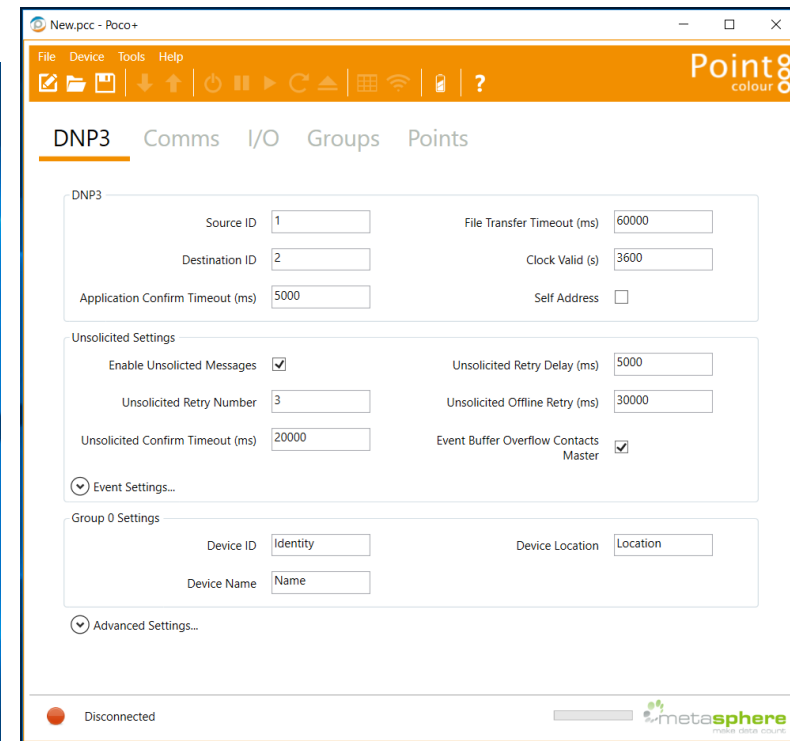 New.pcc - Poco+
File Device Tools Help
Point
colour
?
DNP3 Comms I/O Groups Points
DNP3
Source ID 1 File Transfer Timeout (ms) 60000
Destination ID 2 Clock Valid (s) 3600
Application Confirm Timeout (ms) 5000 Self Address
Unsolicited Settings
Enable Unsolicted Messages Unsolicited Retry Delay (ms) 5000
Unsolicited Retry Number 3 Unsolicited Offline Retry (ms) 30000
Unsolicited Confirm Timeout (ms) 20000 Event Buffer Overflow Contacts
Master
Event Settings...
Group 0 Settings
Device ID Identity Device Location Location
Device Name Name
Advanced Settings...
Disconnected
metasphere
make data count